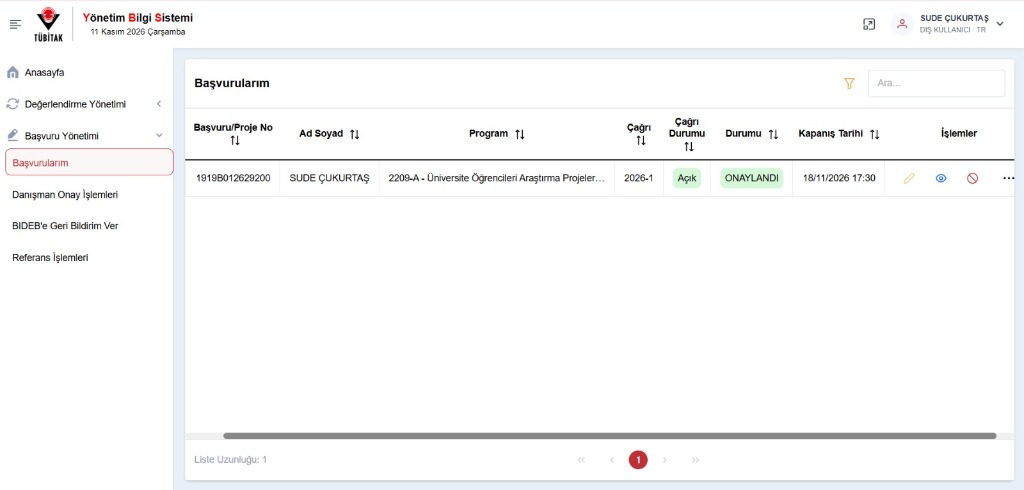 TÜBİTAK
Yönetim Bilgi Sistemi
11 Kasım 2026 Çarşamba
SUDE ÇUKURTAŞ
DIŞ KULLANICI - TR
Anasayfa
Değerlendirme Yönetimi
Başvuru Yönetimi
Başvurularım
Danışman Onay İşlemleri
BIDEB'e Geri Bildirim Ver
Referans İşlemleri
Başvurularım
Ara...
Başvuru/Proje No
Ad Soyad
Program
Çağrı
Çağrı Durumu
Durumu
Kapanış Tarihi
İşlemler
1919B012629200
SUDE ÇUKURTAŞ
2209-A - Üniversite Öğrencileri Araştırma Projeler...
2026-1
Açık
ONAYLANDI
18/11/2026 17:30
Liste Uzunluğu: 1
1